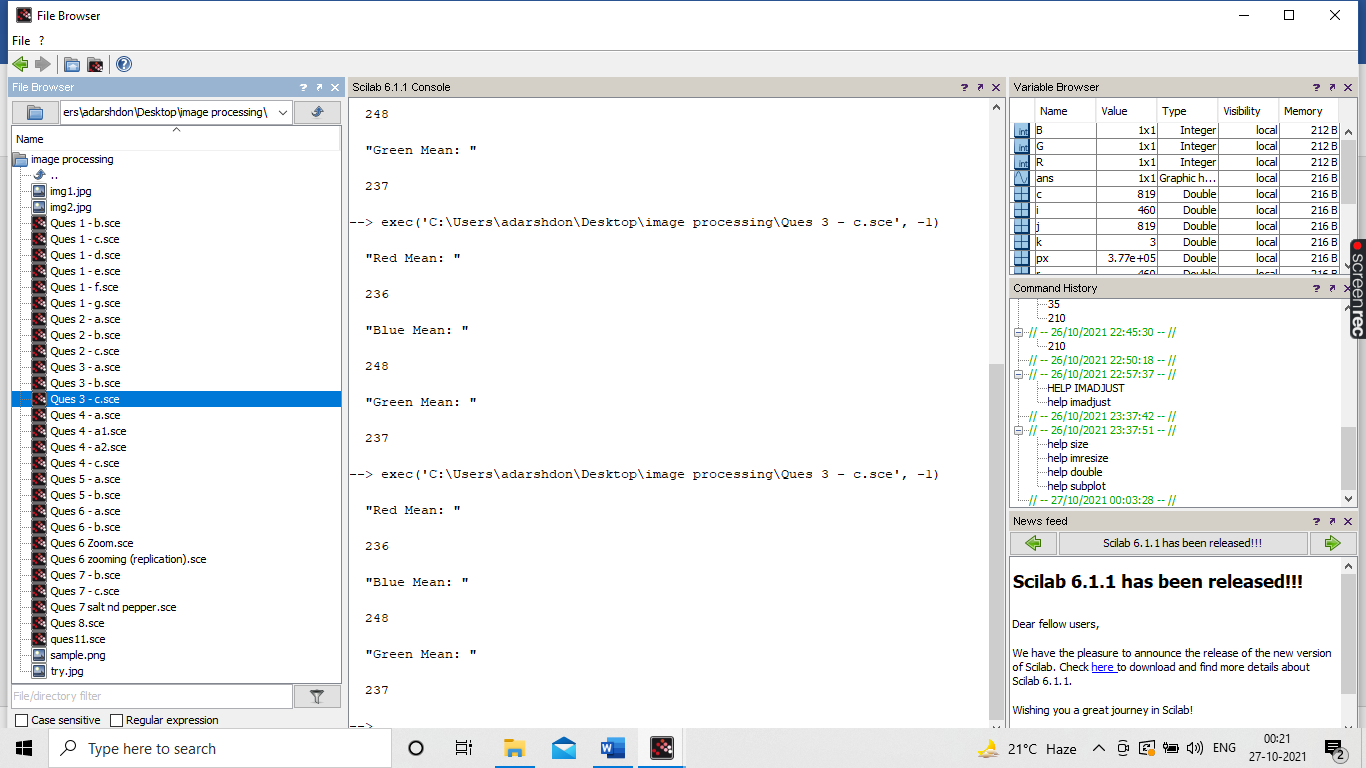 File Browser
File ?
File Browser ? ↗ ×
ers\adarshdon\Desktop\image processing\
Name
image processing
..
img1.jpg
img2.jpg
Ques 1 - b.sce
Ques 1 - c.sce
Ques 1 - d.sce
Ques 1 - e.sce
Ques 1 - f.sce
Ques 1 - g.sce
Ques 2 - a.sce
Ques 2 - b.sce
Ques 2 - c.sce
Ques 3 - a.sce
Ques 3 - b.sce
Ques 3 - c.sce
Ques 4 - a.sce
Ques 4 - a1.sce
Ques 4 - a2.sce
Ques 4 - c.sce
Ques 5 - a.sce
Ques 5 - b.sce
Ques 6 - a.sce
Ques 6 - b.sce
Ques 6 Zoom.sce
Ques 6 zooming (replication).sce
Ques 7 - b.sce
Ques 7 - c.sce
Ques 7 salt nd pepper.sce
Ques 8.sce
ques11.sce
sample.png
try.jpg
File/directory filter
Case sensitive Regular expression
Scilab 6.1.1 Console
248
"Green Mean: "
237
--> exec('C:\Users\adarshdon\Desktop\image processing\Ques 3 - c.sce', -1)
"Red Mean: "
236
"Blue Mean: "
248
"Green Mean: "
237
--> exec('C:\Users\adarshdon\Desktop\image processing\Ques 3 - c.sce', -1)
"Red Mean: "
236
"Blue Mean: "
248
"Green Mean: "
237
-->
Variable Browser
Name Value Type Visibility Memory
B 1x1 Integer local 212 B
G 1x1 Integer local 212 B
R 1x1 Integer local 212 B
ans 1x1 Graphic h... local 216 B
c 819 Double local 216 B
i 460 Double local 216 B
j 819 Double local 216 B
k 3 Double local 216 B
px 3.77e+05 Double local 216 B
r 460 Double local 216 B
Command History
35
210
// -- 26/10/2021 22:45:30 -- //
210
// -- 26/10/2021 22:50:18 -- //
// -- 26/10/2021 22:57:37 -- //
HELP IMADJUST
help imadjust
// -- 26/10/2021 23:37:42 -- //
// -- 26/10/2021 23:37:51 -- //
help size
help imresize
help double
help subplot
// -- 27/10/2021 00:03:28 -- //
News feed
Scilab 6.1.1 has been released!!!
Scilab 6.1.1 has been released!!!
Dear fellow users,
We have the pleasure to announce the release of the new version
of Scilab. Check here to download and find more details about
Scilab 6.1.1.
Wishing you a great journey in Scilab!
screenrec
Type here to search
W
21°C Haze
ENG
00:21
27-10-2021
2